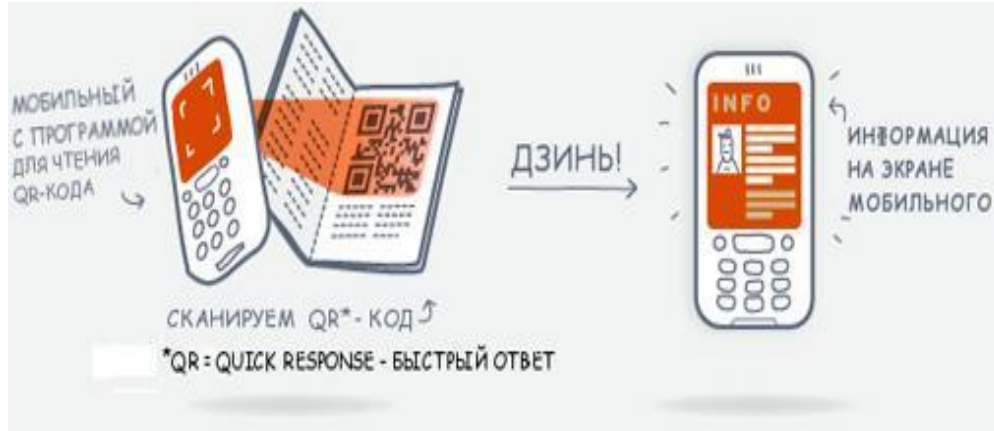 МОБИЛЬНЫЙ
С ПРОГРАММОЙ
ДЛЯ ЧТЕНИЯ
QR-КОДА
СКАНИРУЕМ QR*-КОД
*QR = QUICK RESPONSE - БЫСТРЫЙ ОТВЕТ
ДЗИНЬ!
INFO
ИНФОРМАЦИЯ
НА ЭКРАНЕ
МОБИЛЬНОГО